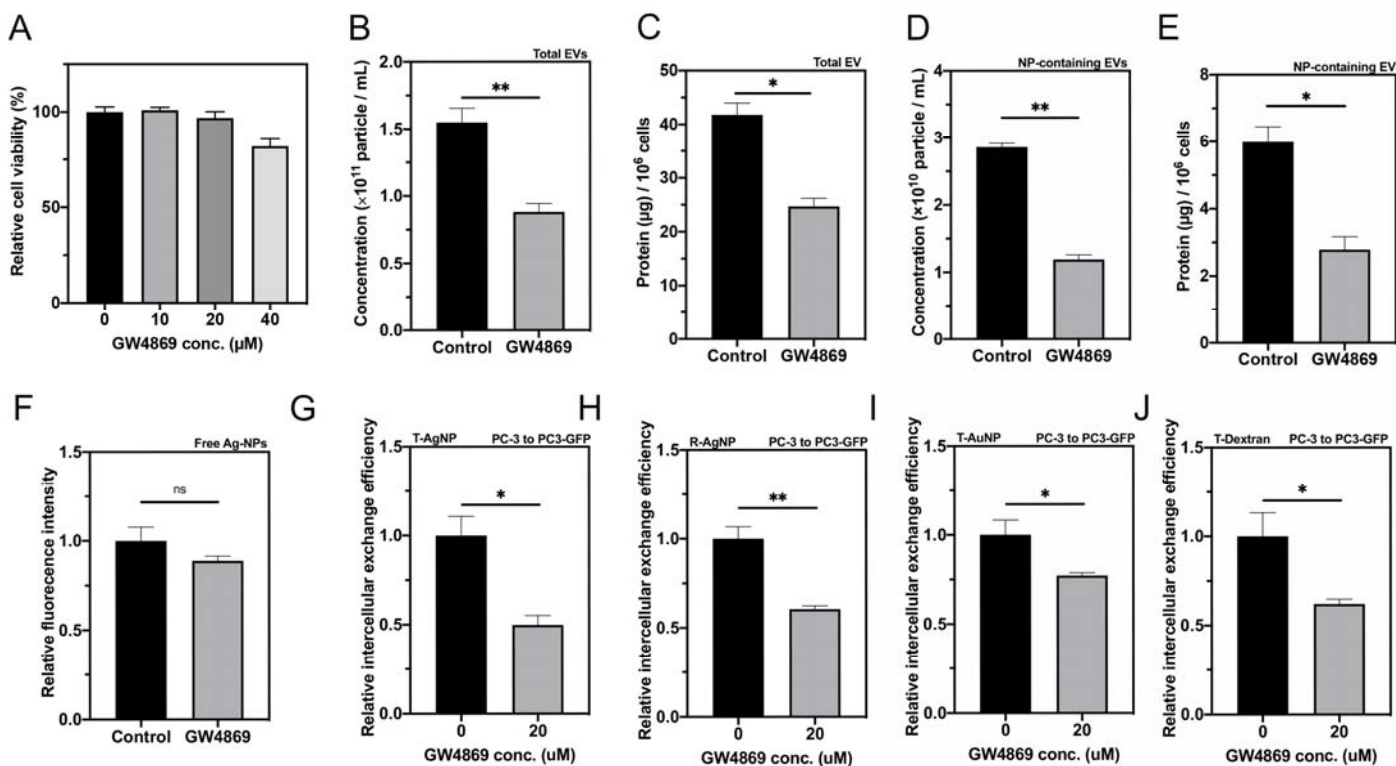 A
Relative cell viability (%)
100
50
0
0 10 20 40
GW4869 conc. (µM)
B
Total EVs
Concentration (×10¹¹ particle / mL)
2.0
1.5
1.0
0.5
0.0
**
Control GW4869
C
Total EV
Protein (µg) / 10⁶ cells
50
40
30
20
10
0
*
Control GW4869
D
NP-containing EVs
Concentration (×10¹⁰ particle / mL)
4
3
2
1
0
**
Control GW4869
E
NP-containing EV
Protein (µg) / 10⁶ cells
8
6
4
2
0
*
Control GW4869
F
Free Ag-NPs
Relative fluorecence intensity
1.5
1.0
0.5
0.0
ns
Control GW4869
G
T-AgNP PC-3 to PC3-GFP
Relative intercellular exchange efficiency
1.5
1.0
0.5
0.0
*
0 20
GW4869 conc. (uM)
H
R-AgNP PC-3 to PC3-GFP
Relative intercellular exchange efficiency
1.5
1.0
0.5
0.0
**
0 20
GW4869 conc. (uM)
I
T-AuNP PC-3 to PC3-GFP
Relative intercellular exchange efficiency
1.5
1.0
0.5
0.0
*
0 20
GW4869 conc. (uM)
J
T-Dextran PC-3 to PC3-GFP
Relative intercellular exchange efficiency
1.5
1.0
0.5
0.0
*
0 20
GW4869 conc. (uM)